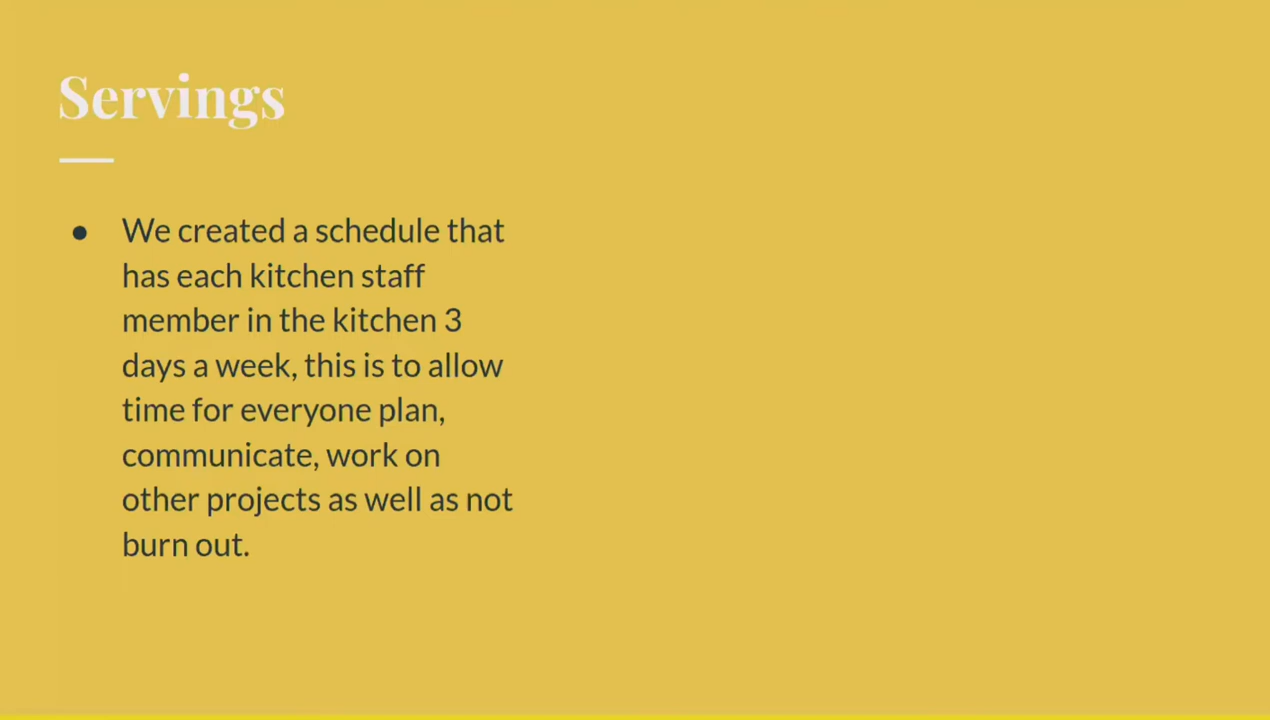 Servings
● We created a schedule that
has each kitchen staff
member in the kitchen 3
days a week, this is to allow
time for everyone plan,
communicate, work on
other projects as well as not
burn out.